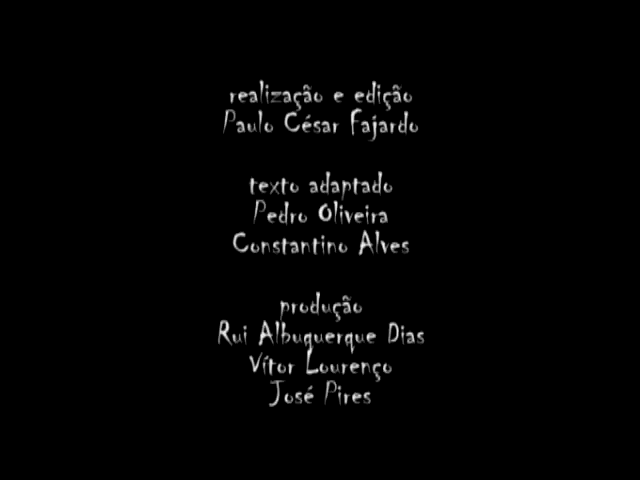 realização e edição
Paulo César Fajardo
texto adaptado
Pedro Oliveira
Constantino Alves
produção
Rui Albuquerque Dias
Vítor Lourenço
José Pires